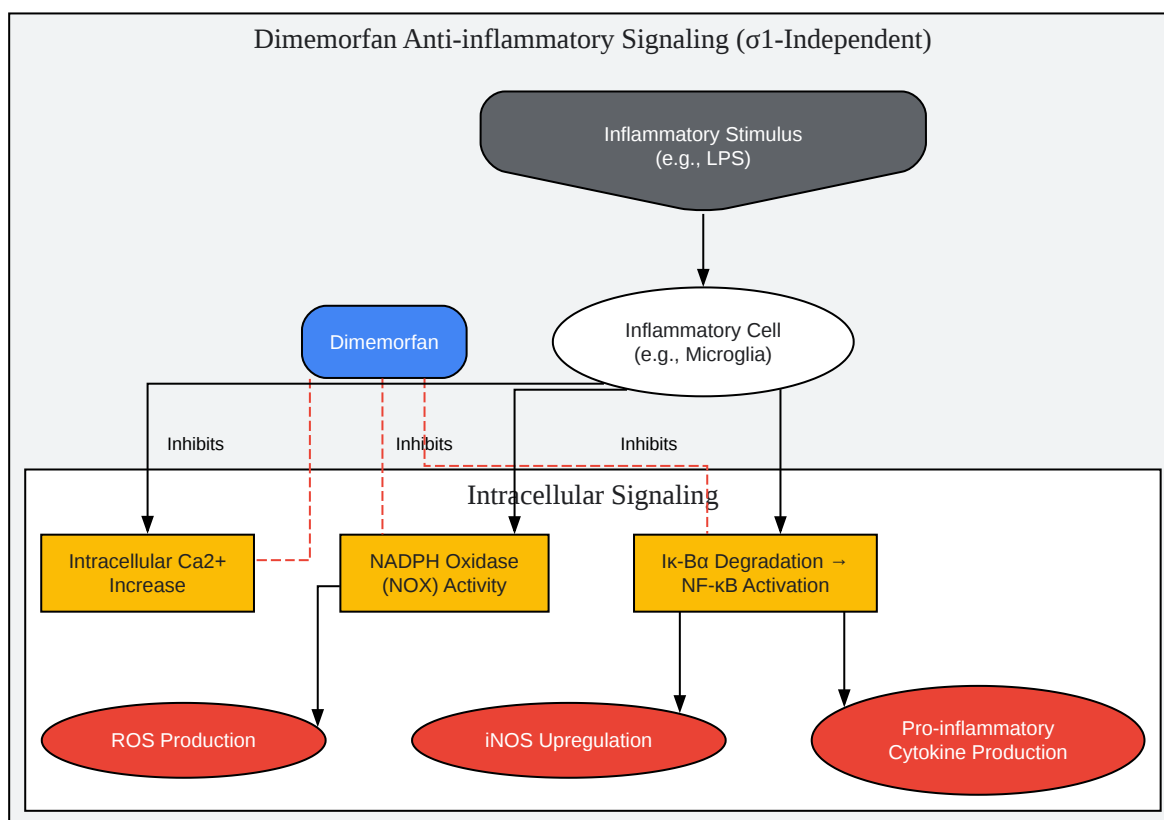 Dimemorfan Anti-inflammatory Signaling (σ1-Independent)
Inflammatory Stimulus
(e.g., LPS)
Dimemorfan
Inflammatory Cell
(e.g., Microglia)
Inhibits
Inhibits
Inhibits
Intracellular Signaling
Intracellular Ca2+
Increase
NADPH Oxidase
(NOX) Activity
Iκ-Bα Degradation →
NF-κB Activation
ROS Production
iNOS Upregulation
Pro-inflammatory
Cytokine Production